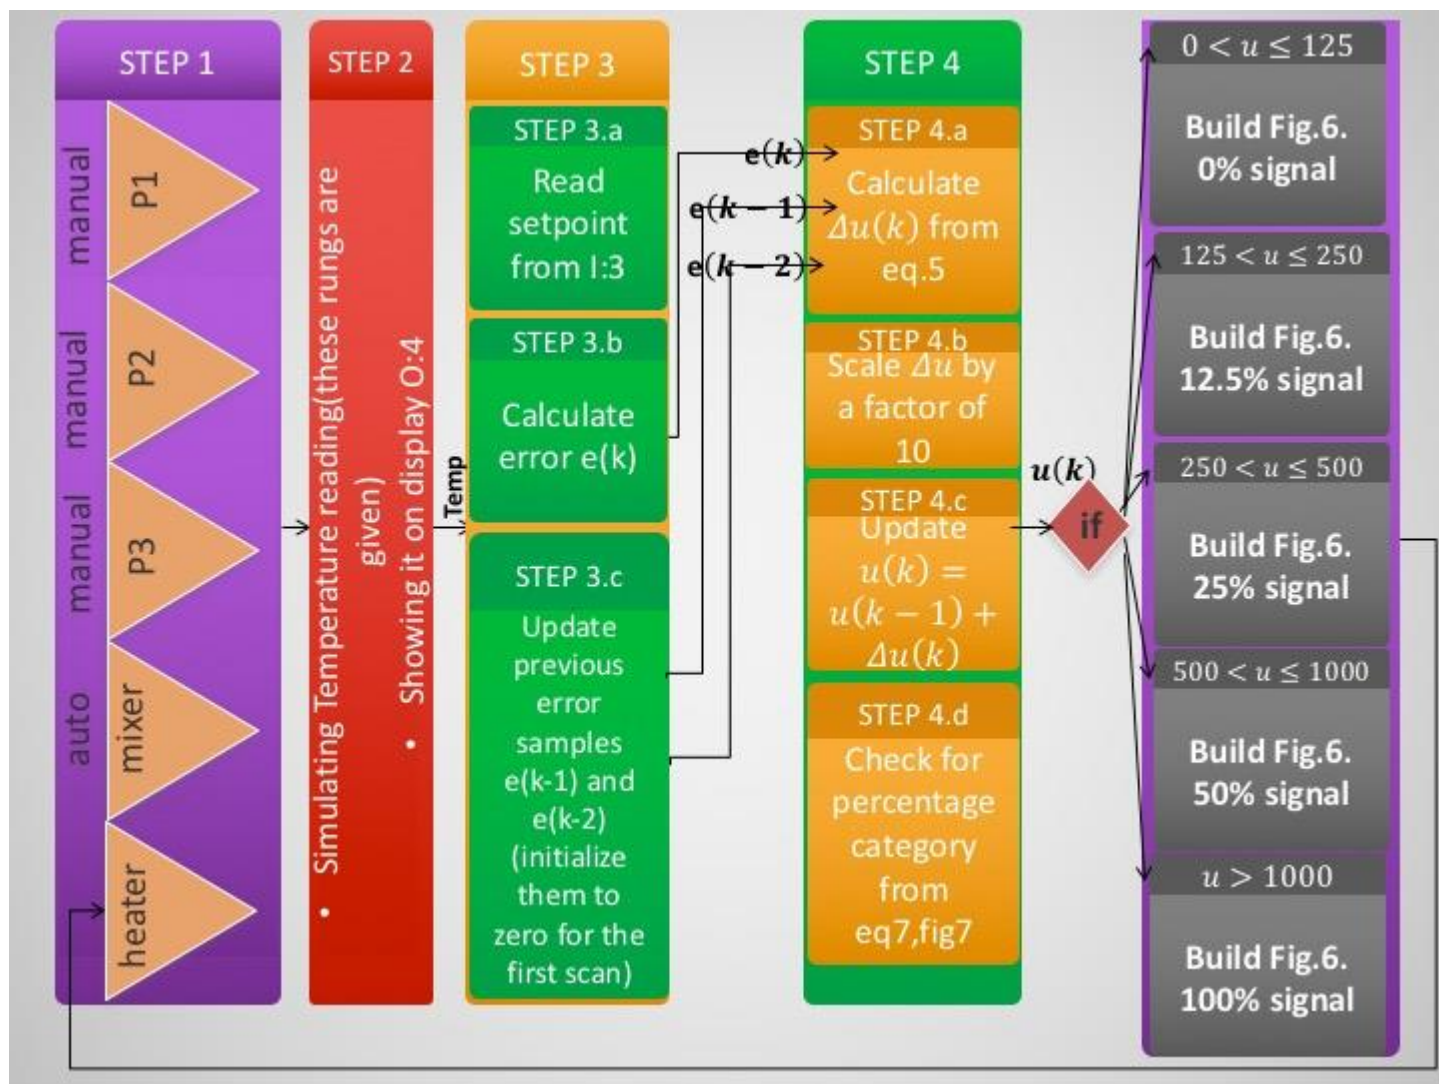 STEP 1
manual
P1
manual
P2
manual
P3
auto
mixer
heater
STEP 2
• Simulating Temperature reading(these rungs are
given)
• Showing it on display O:4
Temp
STEP 3
STEP 3.a
Read
setpoint
from I:3
STEP 3.b
Calculate
error e(k)
STEP 3.c
Update
previous
error
samples
e(k-1) and
e(k-2)
(initialize
them to
zero for the
first scan)
e(k)
e(k − 1)
e(k − 2)
STEP 4
STEP 4.a
Calculate
Δu(k) from
eq.5
STEP 4.b
Scale Δu by
a factor of
10
STEP 4.c
Update
u(k) =
u(k − 1) +
Δu(k)
STEP 4.d
Check for
percentage
category
from
eq7,fig7
u(k)
if
0 < u ≤ 125
Build Fig.6.
0% signal
125 < u ≤ 250
Build Fig.6.
12.5% signal
250 < u ≤ 500
Build Fig.6.
25% signal
500 < u ≤ 1000
Build Fig.6.
50% signal
u > 1000
Build Fig.6.
100% signal